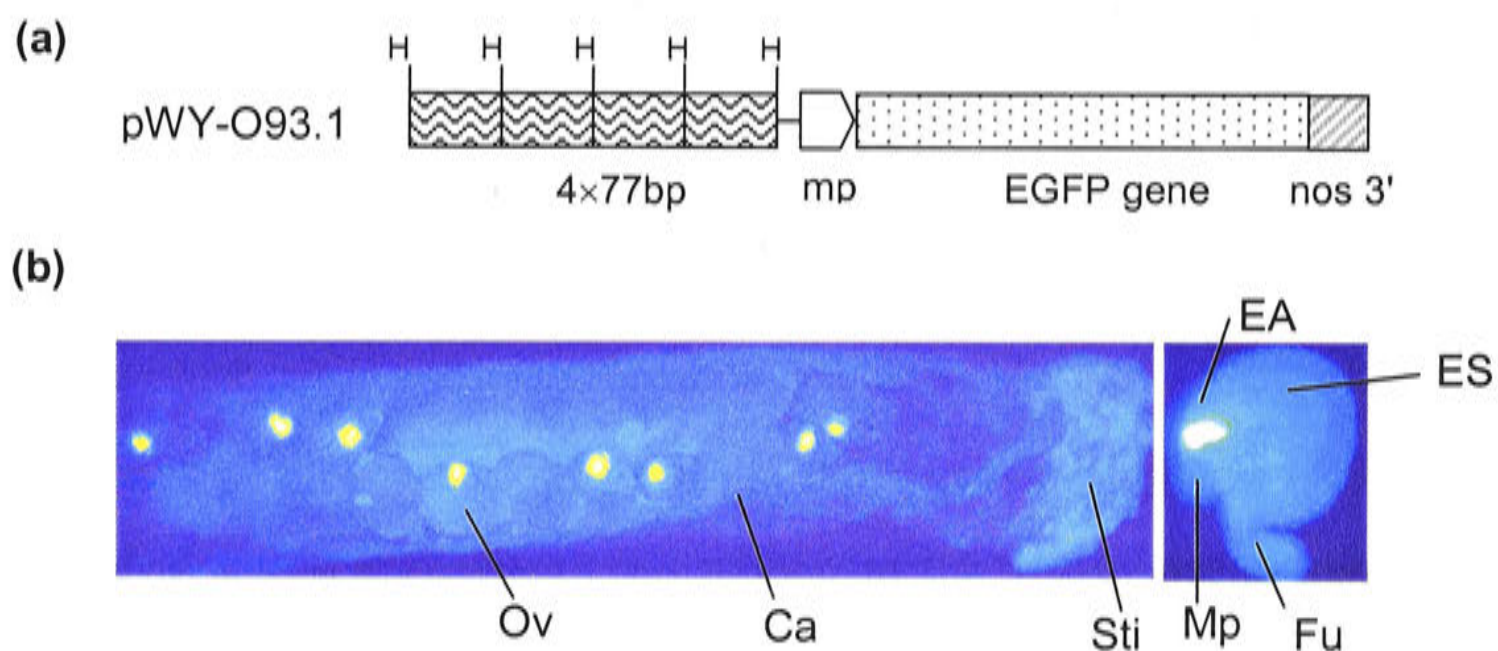 (a)
H H H H H
pWY-O93.1
4×77bp mp EGFP gene nos 3'
(b)
EA
ES
Ov Ca Sti Mp Fu